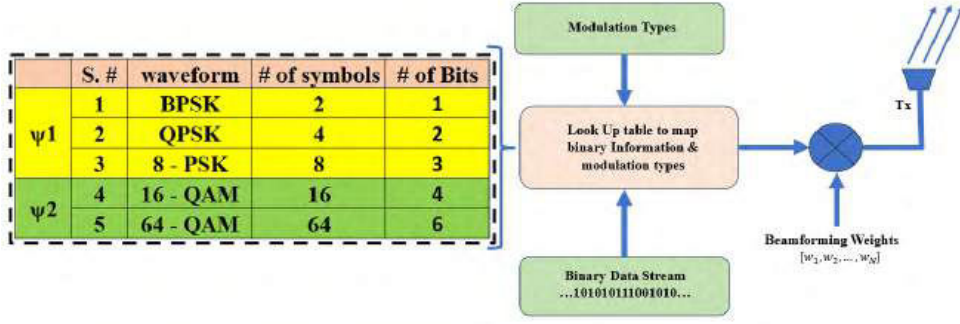 S. # waveform # of symbols # of Bits
ψ1
1 BPSK 2 1
2 QPSK 4 2
3 8 - PSK 8 3
ψ2
4 16 - QAM 16 4
5 64 - QAM 64 6
Modulation Types
Look Up table to map
binary Information &
modulation types
Binary Data Stream
...101010111001010...
Tx
Beamforming Weights
[w₁, w₂, ... , w_N]